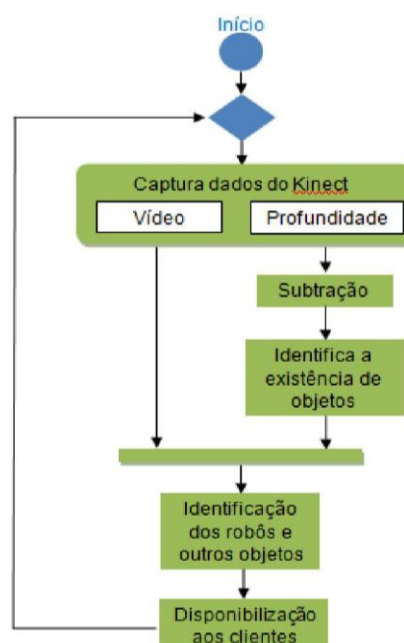 Início
Captura dados do Kinect
Vídeo
Profundidade
Subtração
Identifica a
existência de
objetos
Identificação
dos robôs e
outros objetos
Disponibilização
aos clientes